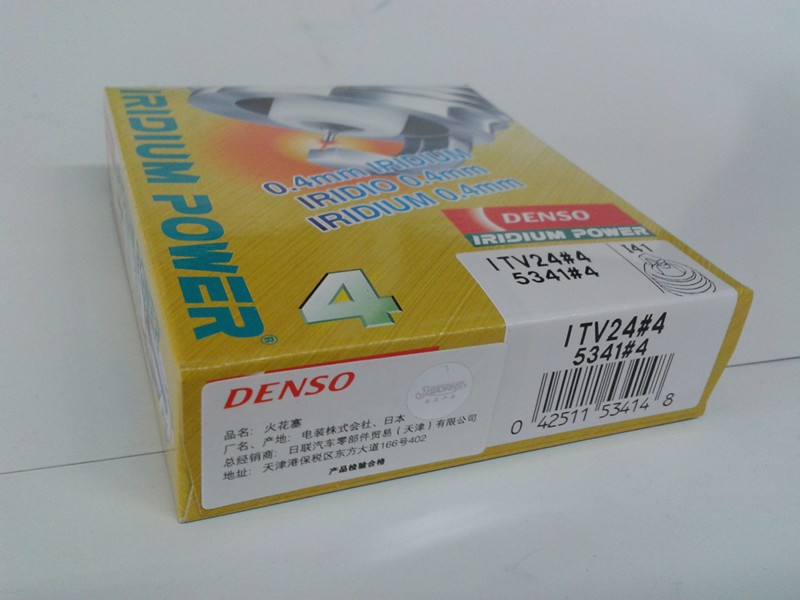 IRIDIUM POWER®
0.4mm IRIDIUM
IRIDIO 0.4mm
IRIDIUM 0.4mm
4
DENSO
IRIDIUM POWER
ITV24#4
5341#4
I41
ITV24#4
5341#4
0 42511 53414 8
DENSO
品名: 火花塞
厂名、产地: 电装株式会社、日本
总经销商: 日联汽车零部件贸易(天津)有限公司
地址: 天津港保税区东方大道166号402
产品检验合格